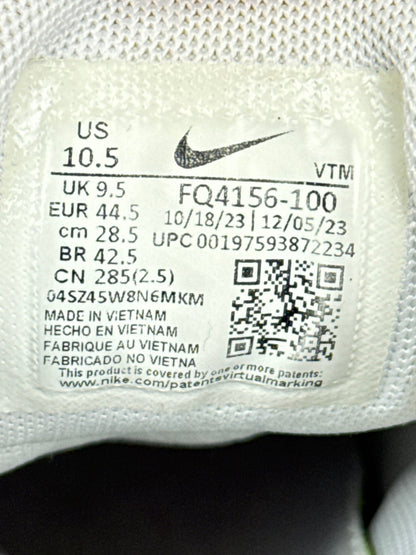 US
10.5
VTM
UK 9.5
FQ4156-100
EUR 44.5
10/18/23 | 12/05/23
cm 28.5
UPC 00197593872234
BR 42.5
CN 285(2.5)
04SZ45W8N6MKM
MADE IN VIETNAM
HECHO EN VIETNAM
FABRIQUE AU VIETNAM
FABRICADO NO VIETNA
This product is covered by one or more patents
www.nike.com/patentsvirtualmarking